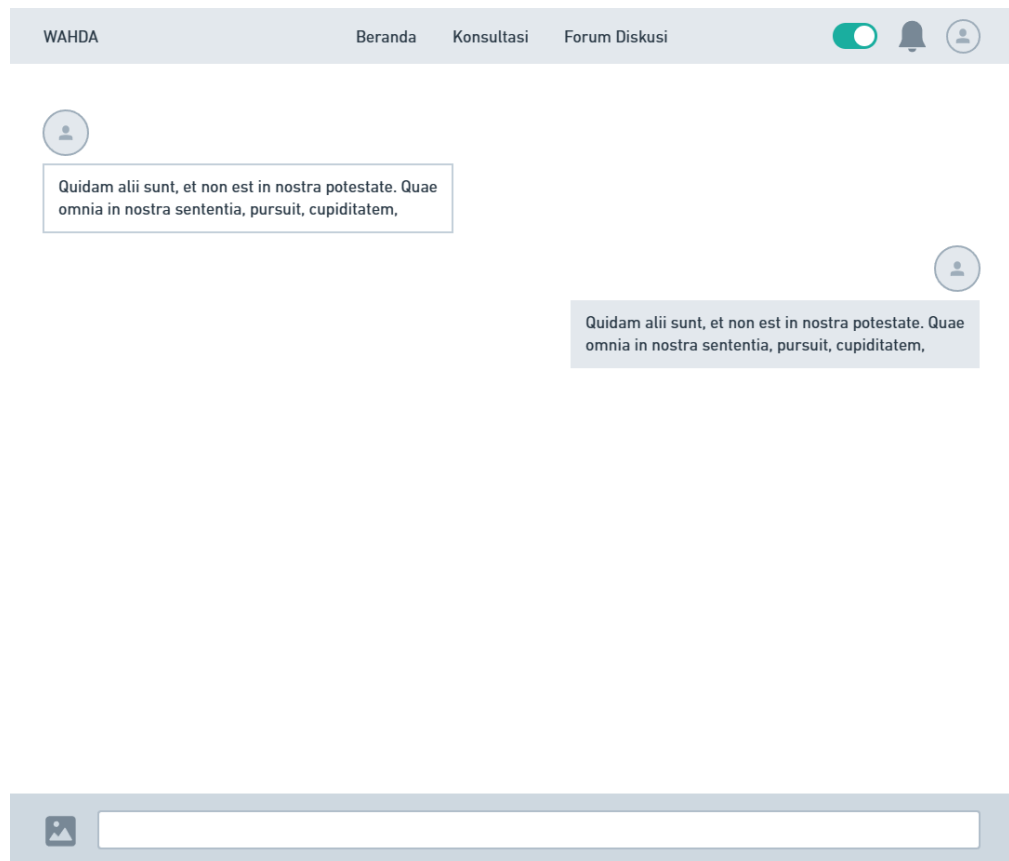 WAHDA
Beranda
Konsultasi
Forum Diskusi
Quidam alii sunt, et non est in nostra potestate. Quae
omnia in nostra sententia, pursuit, cupiditatem,
Quidam alii sunt, et non est in nostra potestate. Quae
omnia in nostra sententia, pursuit, cupiditatem,